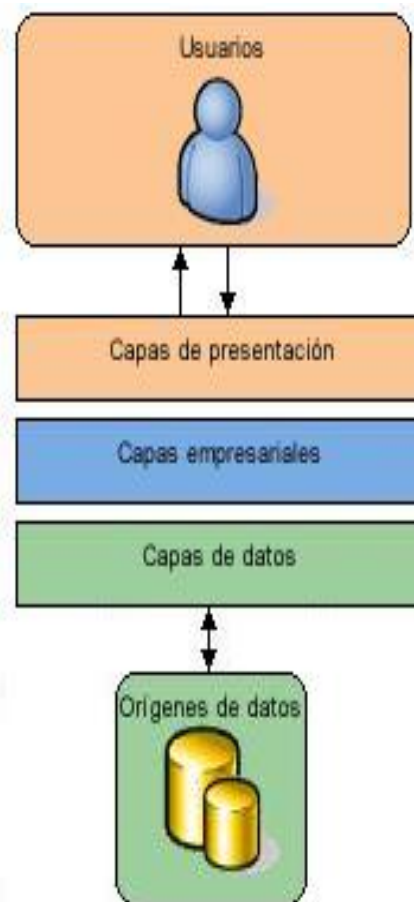 Usuarios
Capas de presentación
Capas empresariales
Capas de datos
Orígenes de datos